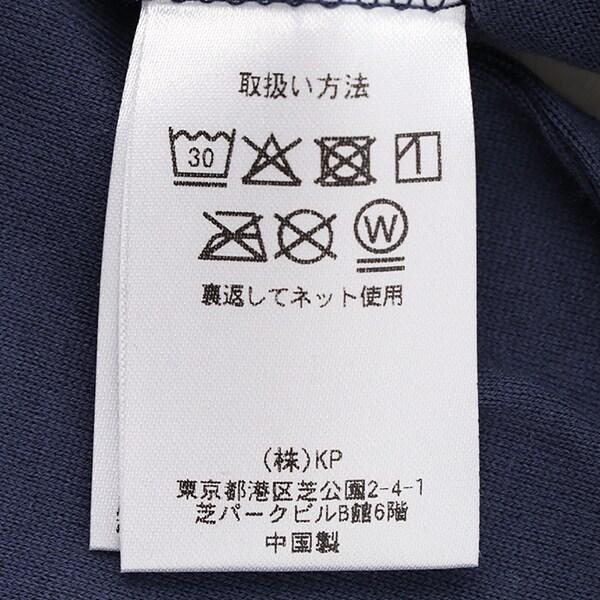 取扱い方法
30
W
裏返してネット使用
(株)KP
東京都港区芝公園2-4-1
芝パークビルB館6階
中国製